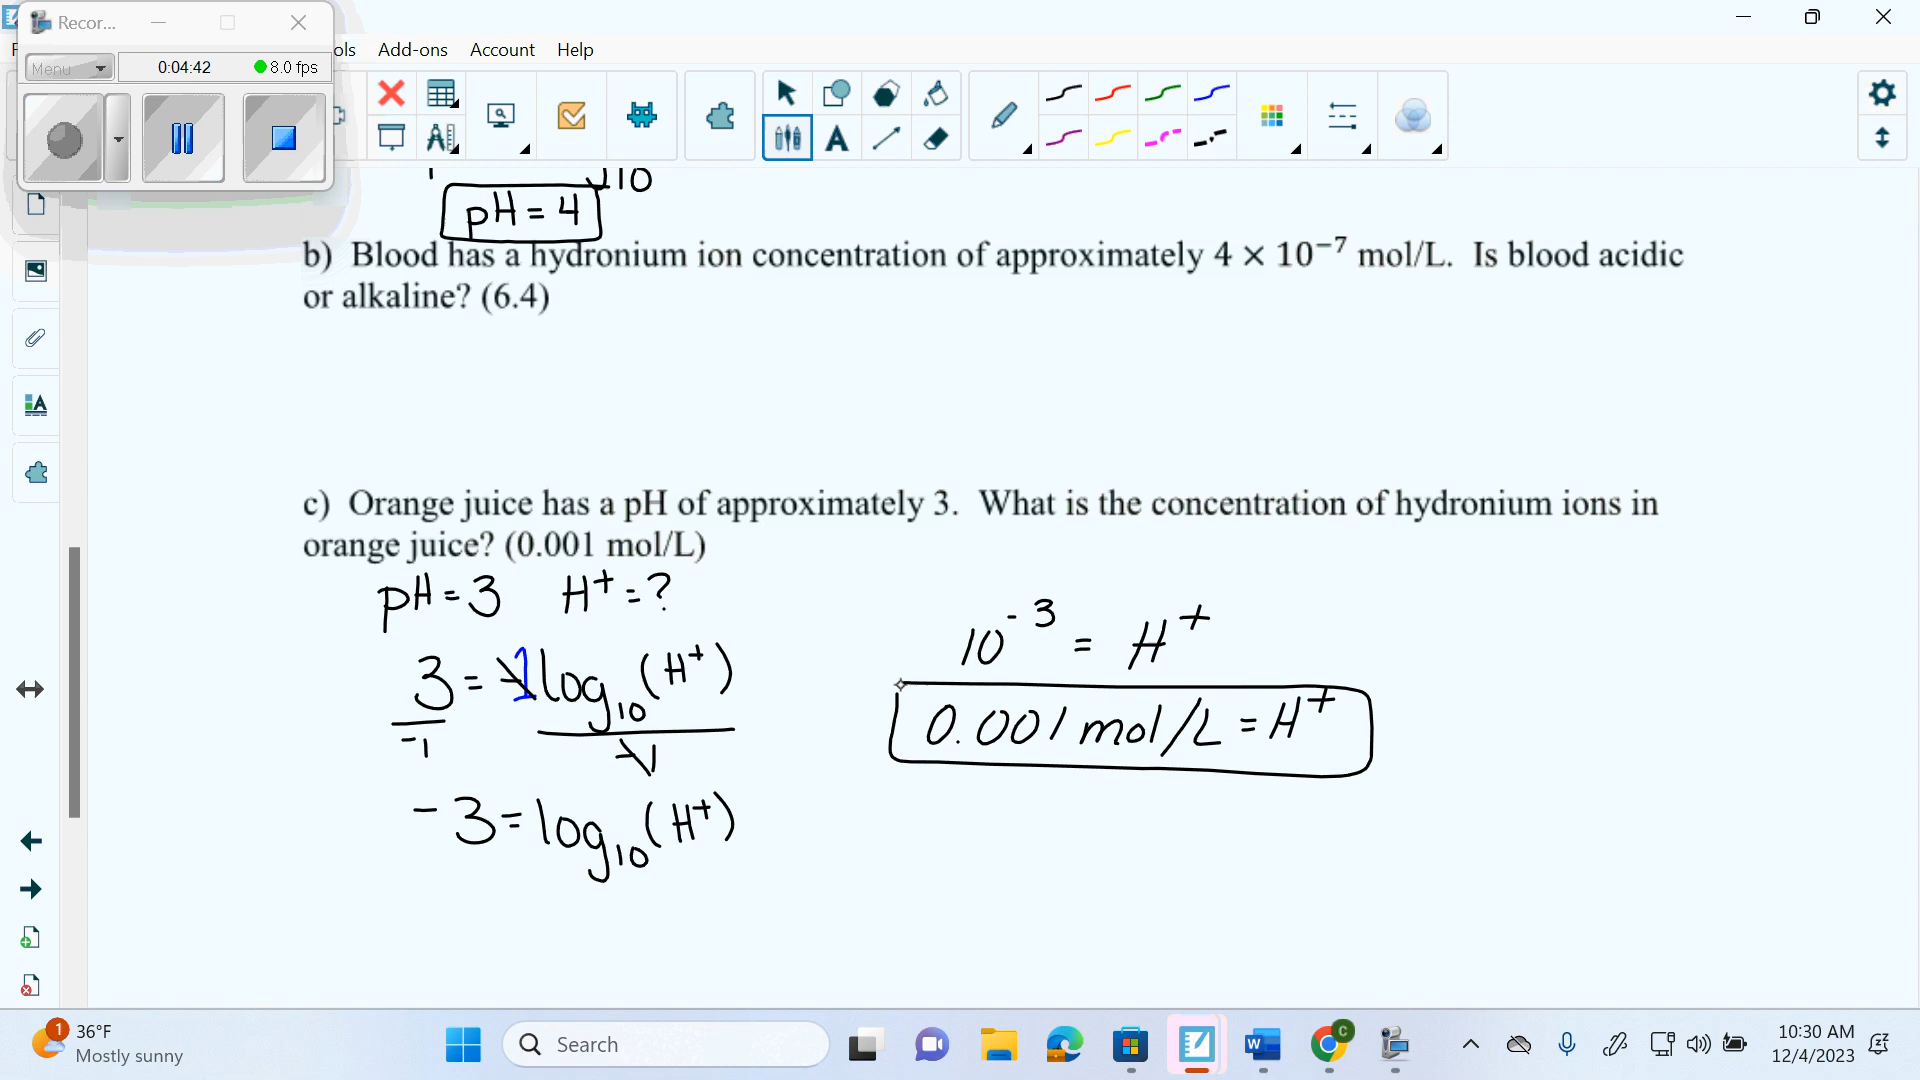 Recor...
ols Add-ons Account Help
Menu 0:04:42 8.0 fps
10
pH = 4
b) Blood has a hydronium ion concentration of approximately 4 × 10⁻⁷ mol/L. Is blood acidic
or alkaline? (6.4)
c) Orange juice has a pH of approximately 3. What is the concentration of hydronium ions in
orange juice? (0.001 mol/L)
pH = 3 H⁺ = ?
3 = -1log₁₀(H⁺)
-1 -1
-3 = log₁₀(H⁺)
10⁻³ = H⁺
0.001 mol/L = H⁺
1 36°F
Mostly sunny
Search
C
10:30 AM
12/4/2023